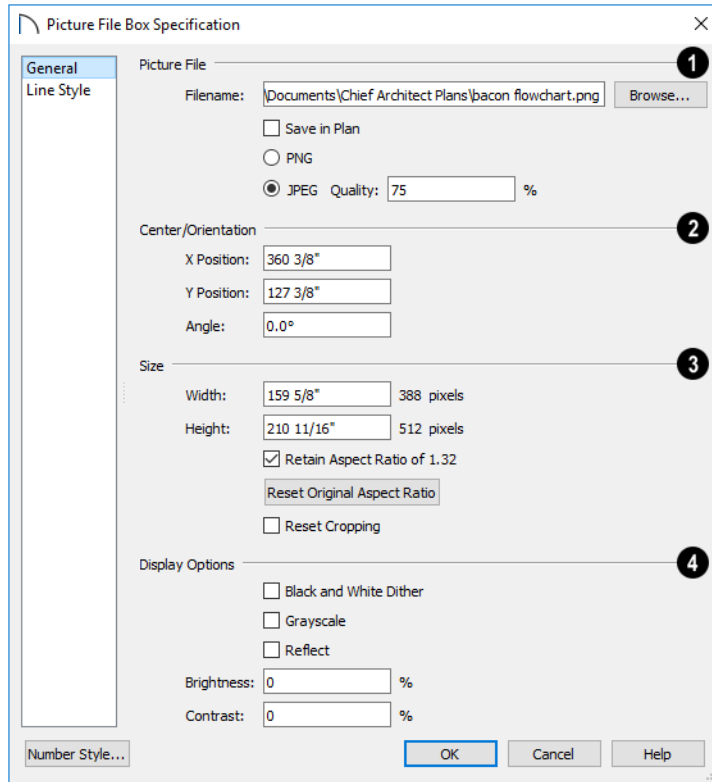 Picture File Box Specification
General
Line Style
Picture File 1
Filename: \Documents\Chief Architect Plans\bacon flowchart.png Browse...
Save in Plan
PNG
JPEG Quality: 75 %
Center/Orientation 2
X Position: 360 3/8"
Y Position: 127 3/8"
Angle: 0.0°
Size 3
Width: 159 5/8" 388 pixels
Height: 210 11/16" 512 pixels
Retain Aspect Ratio of 1.32
Reset Original Aspect Ratio
Reset Cropping
Display Options 4
Black and White Dither
Grayscale
Reflect
Brightness: 0 %
Contrast: 0 %
Number Style... OK Cancel Help